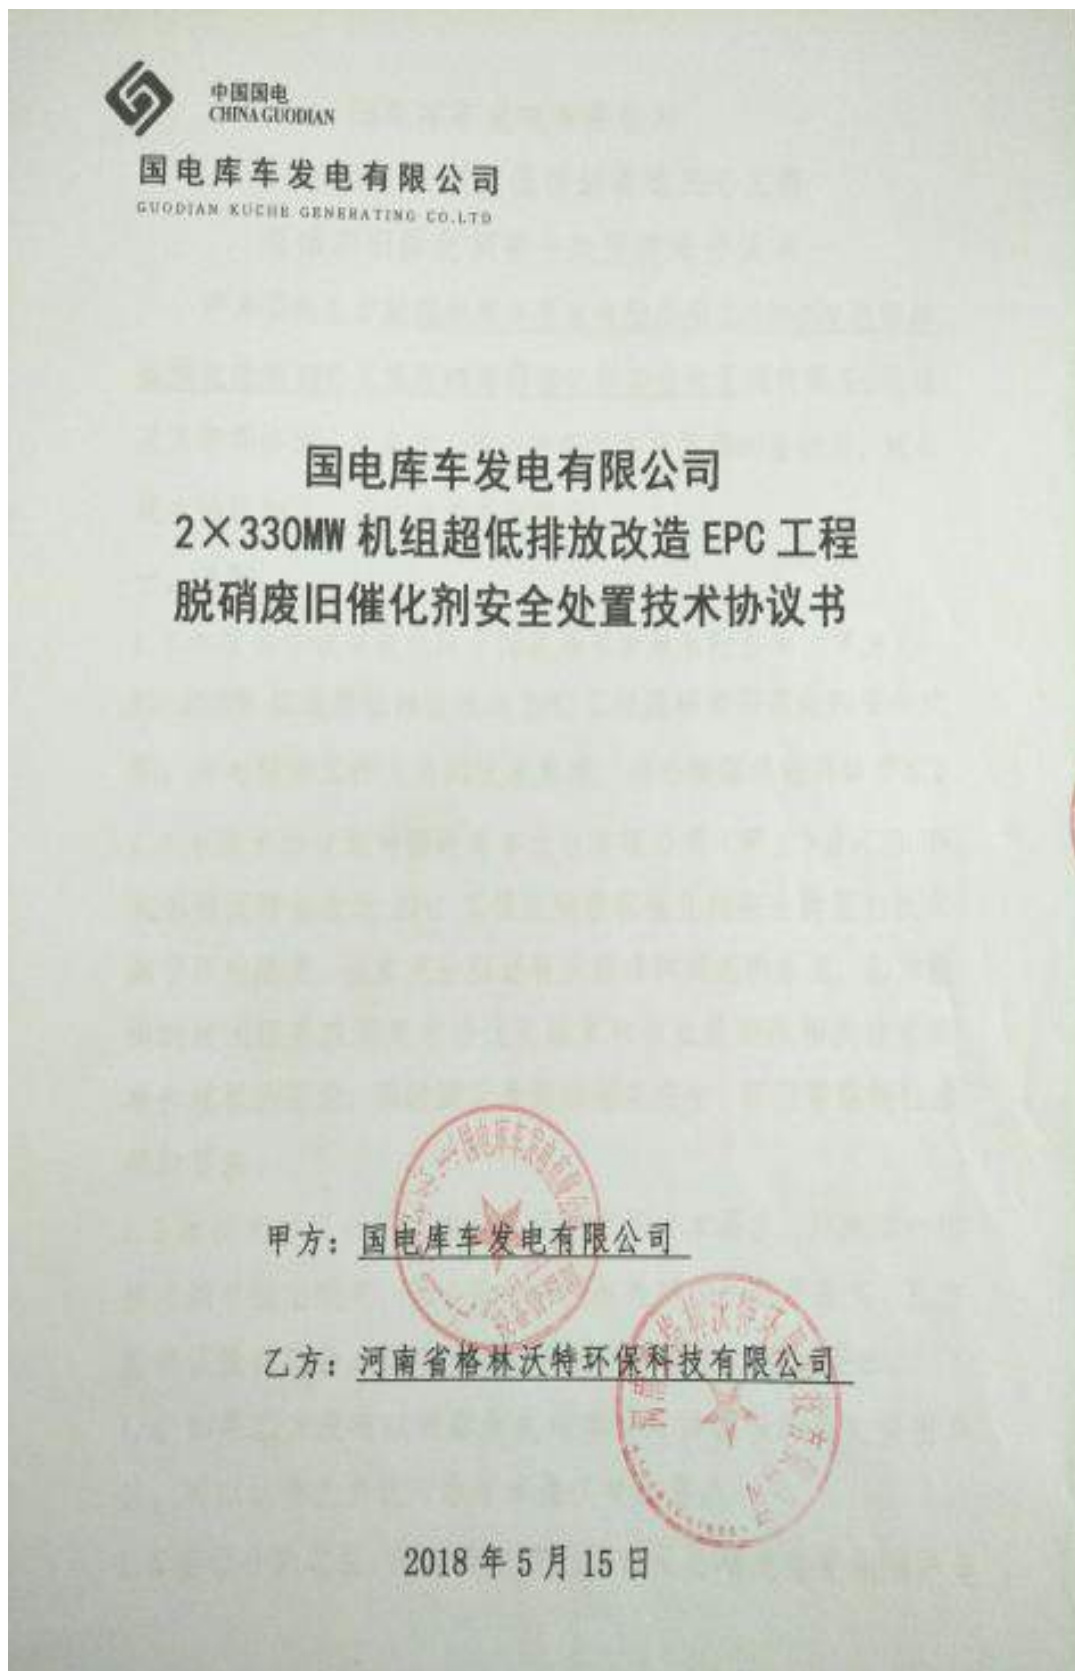 中国国电
CHINA GUODIAN
国电库车发电有限公司
GUODIAN KUCHE GENERATING CO.LTD
国电库车发电有限公司
2×330MW 机组超低排放改造 EPC 工程
脱硝废旧催化剂安全处置技术协议书
甲方：国电库车发电有限公司
乙方：河南省格林沃特环保科技有限公司
2018 年 5 月 15 日